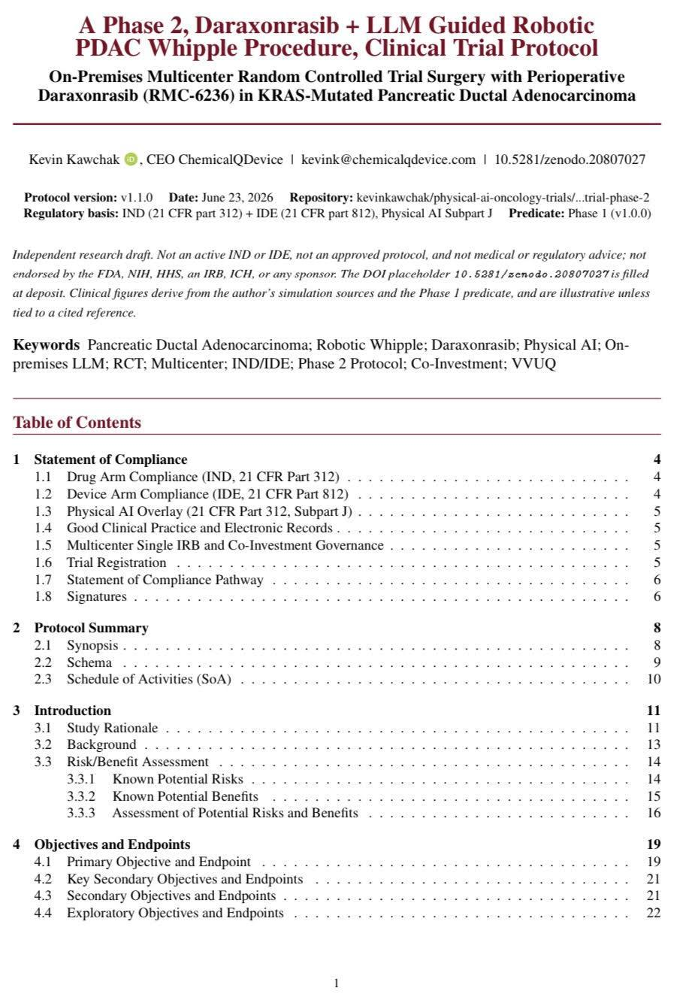 A Phase 2, Daraxonrasib + LLM Guided Robotic
PDAC Whipple Procedure, Clinical Trial Protocol
On-Premises Multicenter Random Controlled Trial Surgery with Perioperative
Daraxonrasib (RMC-6236) in KRAS-Mutated Pancreatic Ductal Adenocarcinoma
Kevin Kawchak iD , CEO ChemicalQDevice | kevink@chemicalqdevice.com | 10.5281/zenodo.20807027
Protocol version: v1.1.0 Date: June 23, 2026 Repository: kevinkawchak/physical-ai-oncology-trials/...trial-phase-2
Regulatory basis: IND (21 CFR part 312) + IDE (21 CFR part 812), Physical AI Subpart J Predicate: Phase 1 (v1.0.0)
Independent research draft. Not an active IND or IDE, not an approved protocol, and not medical or regulatory advice; not
endorsed by the FDA, NIH, HHS, an IRB, ICH, or any sponsor. The DOI placeholder 10.5281/zenodo.20807027 is filled
at deposit. Clinical figures derive from the author's simulation sources and the Phase 1 predicate, and are illustrative unless
tied to a cited reference.
Keywords Pancreatic Ductal Adenocarcinoma; Robotic Whipple; Daraxonrasib; Physical AI; On-
premises LLM; RCT; Multicenter; IND/IDE; Phase 2 Protocol; Co-Investment; VVUQ
Table of Contents
1 Statement of Compliance 4
1.1 Drug Arm Compliance (IND, 21 CFR Part 312) . . . . . . . . . . . . . . . . . . . . . . . . . . . 4
1.2 Device Arm Compliance (IDE, 21 CFR Part 812) . . . . . . . . . . . . . . . . . . . . . . . . . . 4
1.3 Physical AI Overlay (21 CFR Part 312, Subpart J) . . . . . . . . . . . . . . . . . . . . . . . . . . 5
1.4 Good Clinical Practice and Electronic Records . . . . . . . . . . . . . . . . . . . . . . . . . . . . 5
1.5 Multicenter Single IRB and Co-Investment Governance . . . . . . . . . . . . . . . . . . . . . . . 5
1.6 Trial Registration . . . . . . . . . . . . . . . . . . . . . . . . . . . . . . . . . . . . . . . . 5
1.7 Statement of Compliance Pathway . . . . . . . . . . . . . . . . . . . . . . . . . . . . . . . . . 6
1.8 Signatures . . . . . . . . . . . . . . . . . . . . . . . . . . . . . . . . . . . . . . . . . . . . 6
2 Protocol Summary 8
2.1 Synopsis . . . . . . . . . . . . . . . . . . . . . . . . . . . . . . . . . . . . . . . . . . . . . 8
2.2 Schema . . . . . . . . . . . . . . . . . . . . . . . . . . . . . . . . . . . . . . . . . . . . . 9
2.3 Schedule of Activities (SoA) . . . . . . . . . . . . . . . . . . . . . . . . . . . . . . . . . . . 10
3 Introduction 11
3.1 Study Rationale . . . . . . . . . . . . . . . . . . . . . . . . . . . . . . . . . . . . . . . . . 11
3.2 Background . . . . . . . . . . . . . . . . . . . . . . . . . . . . . . . . . . . . . . . . . . . 13
3.3 Risk/Benefit Assessment . . . . . . . . . . . . . . . . . . . . . . . . . . . . . . . . . . . . . 14
3.3.1 Known Potential Risks . . . . . . . . . . . . . . . . . . . . . . . . . . . . . . . . . . . 14
3.3.2 Known Potential Benefits . . . . . . . . . . . . . . . . . . . . . . . . . . . . . . . . . 15
3.3.3 Assessment of Potential Risks and Benefits . . . . . . . . . . . . . . . . . . . . . . . . . 16
4 Objectives and Endpoints 19
4.1 Primary Objective and Endpoint . . . . . . . . . . . . . . . . . . . . . . . . . . . . . . . . . 19
4.2 Key Secondary Objectives and Endpoints . . . . . . . . . . . . . . . . . . . . . . . . . . . . . 21
4.3 Secondary Objectives and Endpoints . . . . . . . . . . . . . . . . . . . . . . . . . . . . . . . 21
4.4 Exploratory Objectives and Endpoints . . . . . . . . . . . . . . . . . . . . . . . . . . . . . . 22
1